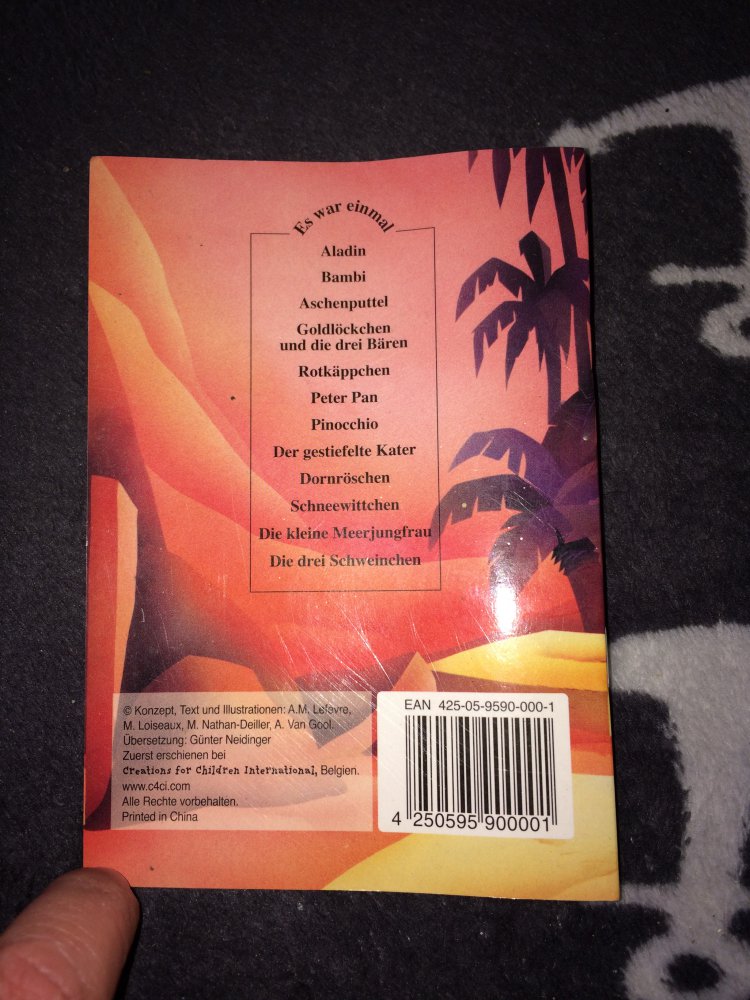 Es war einmal
Aladin
Bambi
Aschenputtel
Goldlöckchen
und die drei Bären
Rotkäppchen
Peter Pan
Pinocchio
Der gestiefelte Kater
Dornröschen
Schneewittchen
Die kleine Meerjungfrau
Die drei Schweinchen
© Konzept, Text und Illustrationen: A.M. Lefèvre,
M. Loiseaux, M. Nathan-Deiller, A. Van Gool.
Übersetzung: Günter Neidinger
Zuerst erschienen bei
Creations for Children International, Belgien.
www.c4ci.com
Alle Rechte vorbehalten.
Printed in China
EAN 425-05-9590-000-1
4 250595 900001